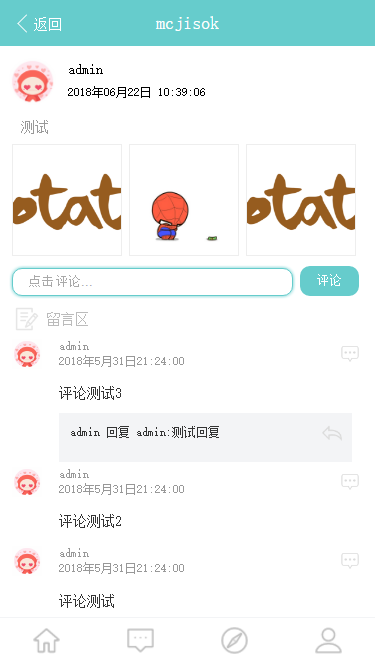 返回
mcjisok
admin
2018年06月22日 10:39:06
测试
otat
otat
点击评论...
评论
留言区
admin
2018年5月31日21:24:00
评论测试3
admin 回复 admin:测试回复
admin
2018年5月31日21:24:00
评论测试2
admin
2018年5月31日21:24:00
评论测试